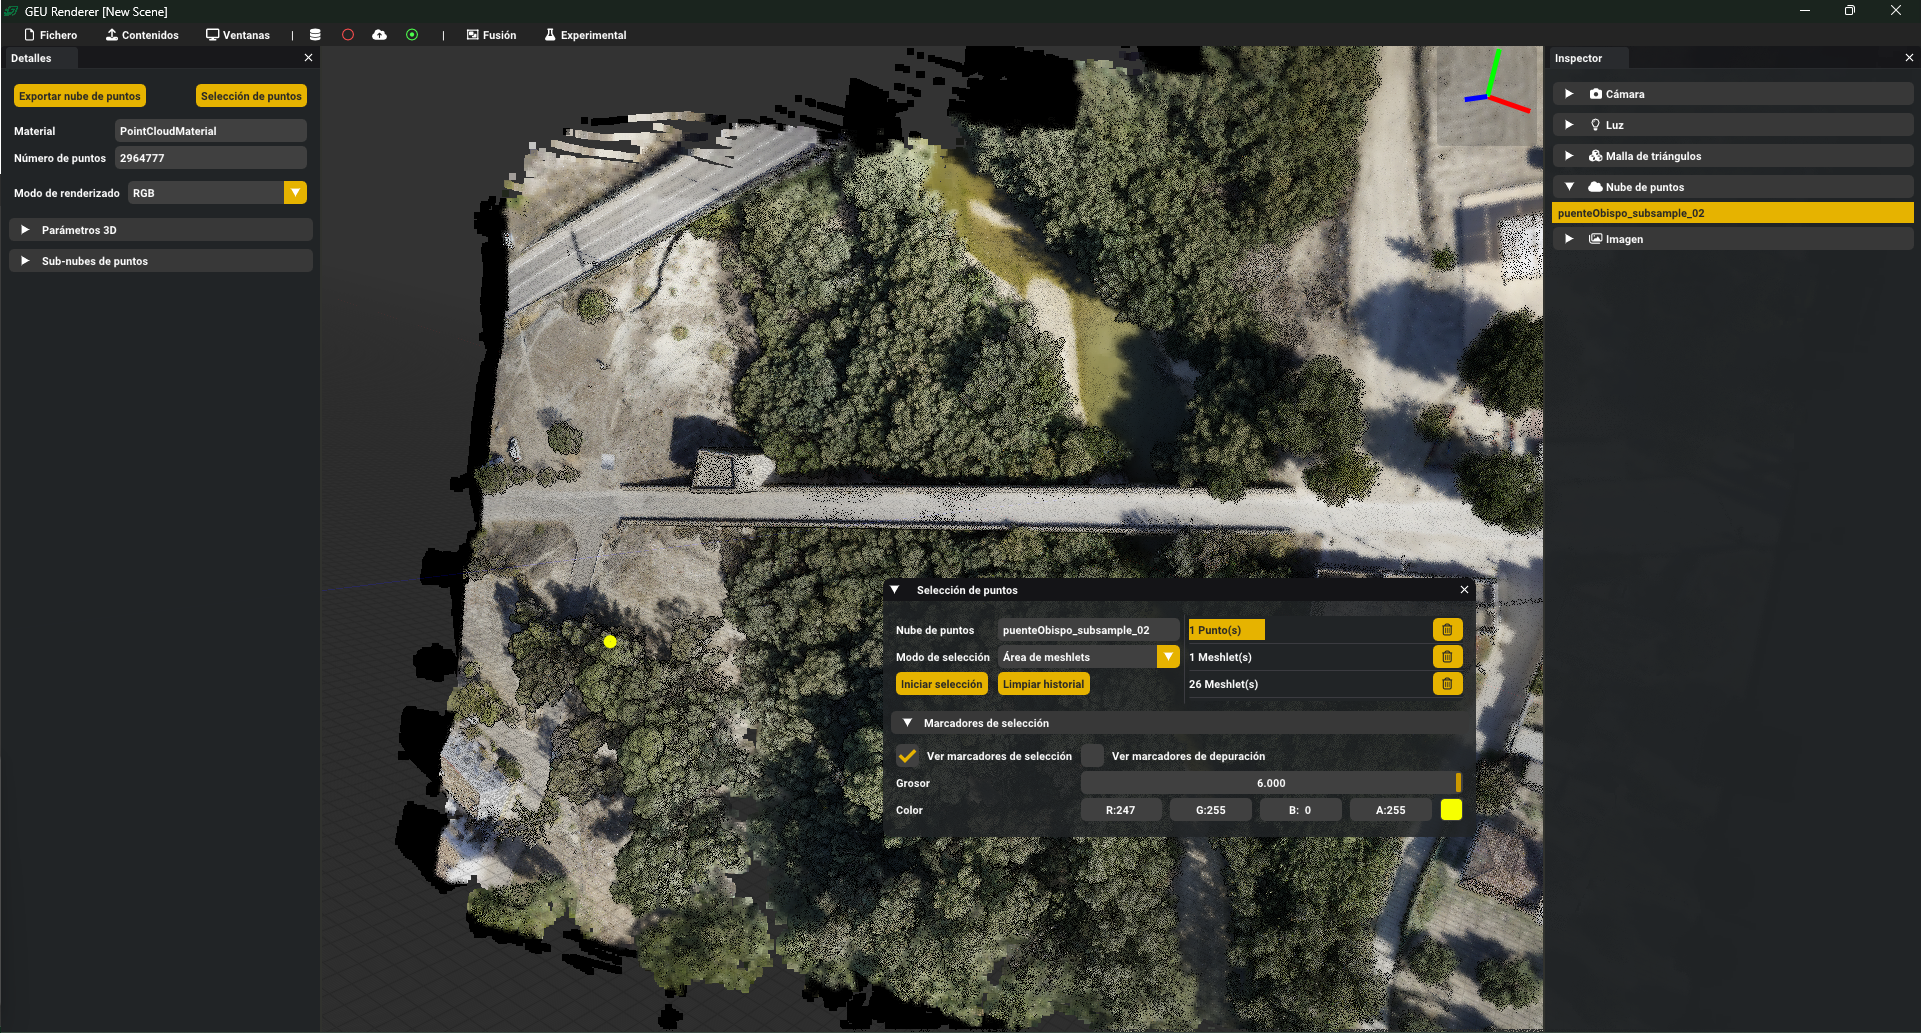 GEU Renderer [New Scene]
Fichero Contenidos Ventanas | | Fusión Experimental
Detalles
Exportar nube de puntos Selección de puntos
Material PointCloudMaterial
Número de puntos 2964777
Modo de renderizado RGB
Parámetros 3D
Sub-nubes de puntos
Selección de puntos
Nube de puntos puenteObispo_subsample_02 1 Punto(s)
Modo de selección Área de meshlets 1 Meshlet(s)
Iniciar selección Limpiar historial 26 Meshlet(s)
Marcadores de selección
Ver marcadores de selección Ver marcadores de depuración
Grosor 6.000
Color R:247 G:255 B: 0 A:255
Inspector
Cámara
Luz
Malla de triángulos
Nube de puntos
puenteObispo_subsample_02
Imagen